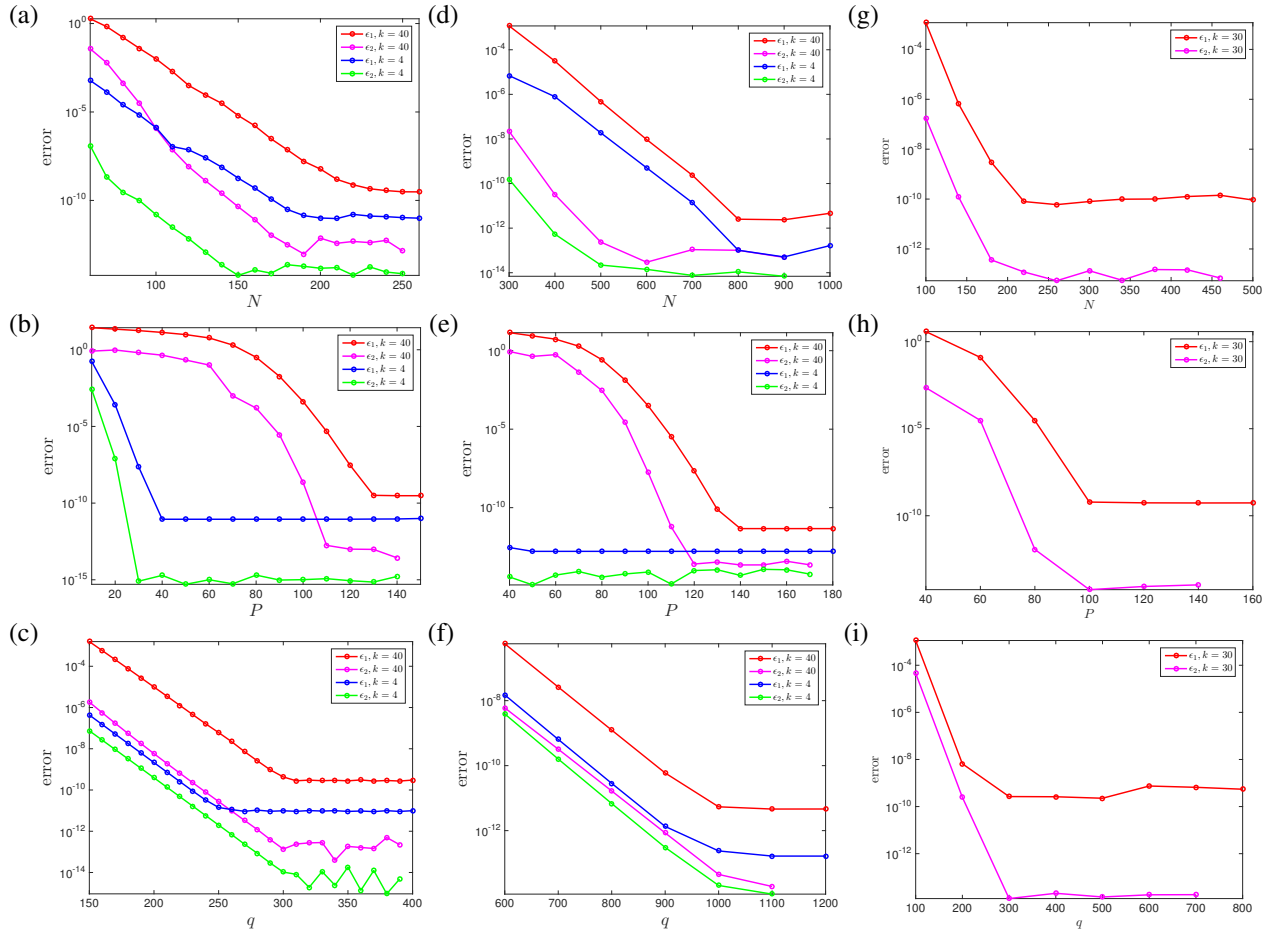 (a)
10^0
10^-5
10^-10
error
100 150 200 250
N
ϵ1, k = 40
ϵ2, k = 40
ϵ1, k = 4
ϵ2, k = 4
(d)
10^-4
10^-6
10^-8
10^-10
10^-12
10^-14
error
300 400 500 600 700 800 900 1000
N
ϵ1, k = 40
ϵ2, k = 40
ϵ1, k = 4
ϵ2, k = 4
(g)
10^-4
10^-6
10^-8
10^-10
10^-12
error
100 150 200 250 300 350 400 450 500
N
ϵ1, k = 30
ϵ2, k = 30
(b)
10^0
10^-5
10^-10
10^-15
error
20 40 60 80 100 120 140
P
ϵ1, k = 40
ϵ2, k = 40
ϵ1, k = 4
ϵ2, k = 4
(e)
10^0
10^-5
10^-10
error
40 60 80 100 120 140 160 180
P
ϵ1, k = 40
ϵ2, k = 40
ϵ1, k = 4
ϵ2, k = 4
(h)
10^0
10^-5
10^-10
error
40 60 80 100 120 140 160
P
ϵ1, k = 30
ϵ2, k = 30
(c)
10^-4
10^-6
10^-8
10^-10
10^-12
10^-14
error
150 200 250 300 350 400
q
ϵ1, k = 40
ϵ2, k = 40
ϵ1, k = 4
ϵ2, k = 4
(f)
10^-8
10^-10
10^-12
error
600 700 800 900 1000 1100 1200
q
ϵ1, k = 40
ϵ2, k = 40
ϵ1, k = 4
ϵ2, k = 4
(i)
10^-4
10^-6
10^-8
10^-10
10^-12
error
100 200 300 400 500 600 700 800
q
ϵ1, k = 30
ϵ2, k = 30